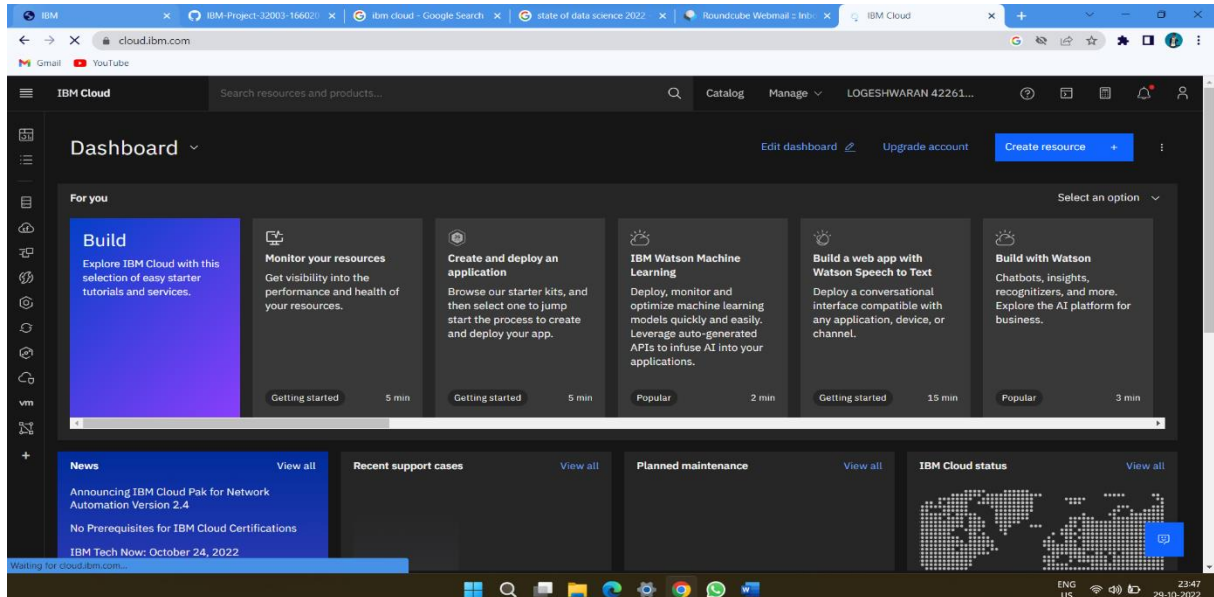 IBM
IBM-Project-32003-166020
ibm cloud - Google Search
state of data science 2022
Roundcube Webmail :: Inbo
IBM Cloud
cloud.ibm.com
Gmail
YouTube
IBM Cloud
Search resources and products...
Catalog
Manage
LOGESHWARAN 42261...
Dashboard
Edit dashboard
Upgrade account
Create resource +
For you
Select an option
Build
Explore IBM Cloud with this
selection of easy starter
tutorials and services.
Monitor your resources
Get visibility into the
performance and health of
your resources.
Getting started
5 min
Create and deploy an
application
Browse our starter kits, and
then select one to jump
start the process to create
and deploy your app.
Getting started
5 min
IBM Watson Machine
Learning
Deploy, monitor and
optimize machine learning
models quickly and easily.
Leverage auto-generated
APIs to infuse AI into your
applications.
Popular
2 min
Build a web app with
Watson Speech to Text
Deploy a conversational
interface compatible with
any application, device, or
channel.
Getting started
15 min
Build with Watson
Chatbots, insights,
recognitizers, and more.
Explore the AI platform for
business.
Popular
3 min
vm
News
View all
Announcing IBM Cloud Pak for Network
Automation Version 2.4
No Prerequisites for IBM Cloud Certifications
IBM Tech Now: October 24, 2022
Recent support cases
View all
Planned maintenance
View all
IBM Cloud status
View all
Waiting for cloud.ibm.com...
ENG
US
23:47
29-10-2022